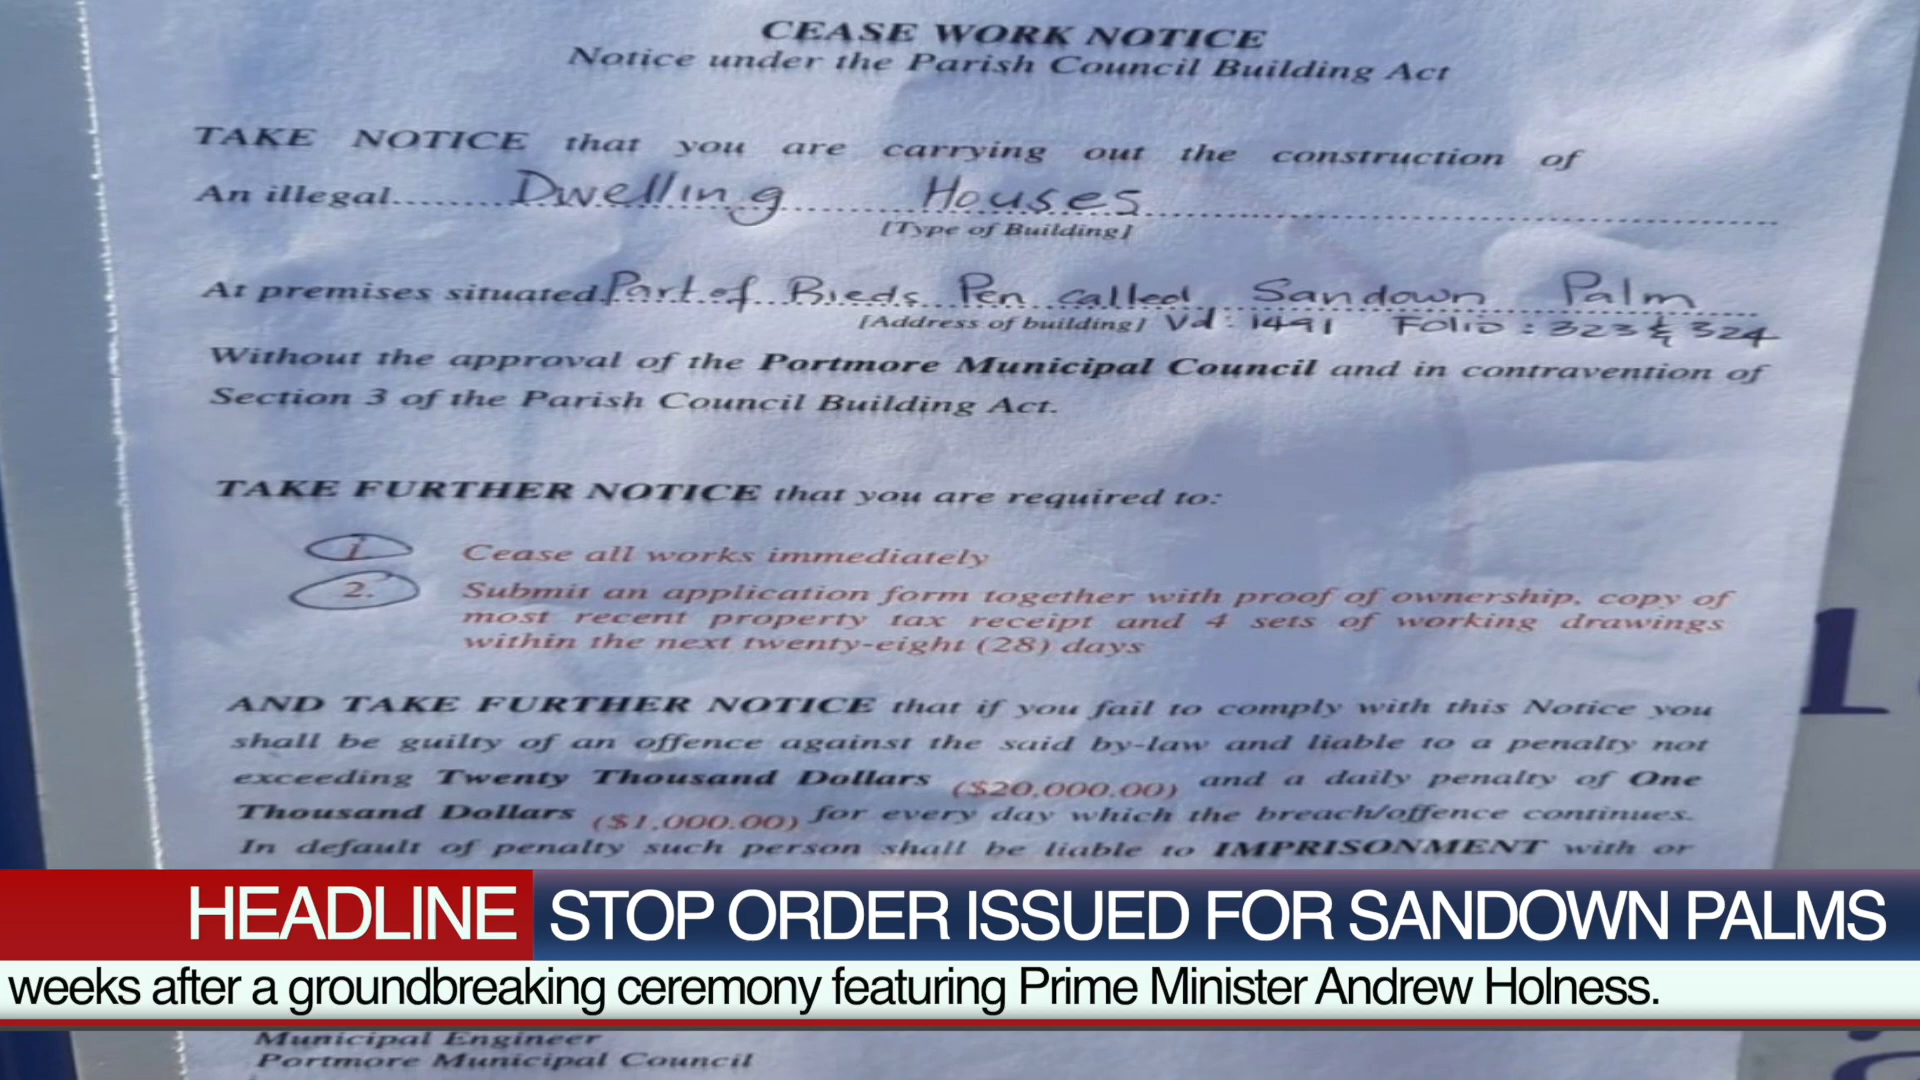 CEASE WORK NOTICE
Notice under the Parish Council Building Act
TAKE NOTICE that you are carrying out the construction of
An illegal........Dwelling Houses
[Type of Building]
At premises situated Part of Rieds Pen called Sandown Palm
[Address of building] Vol: 1491 Folio: 323 & 324
Without the approval of the Portmore Municipal Council and in contravention of
Section 3 of the Parish Council Building Act.
TAKE FURTHER NOTICE that you are required to:
1. Cease all works immediately
2. Submit an application form together with proof of ownership, copy of
most recent property tax receipt and 4 sets of working drawings
within the next twenty-eight (28) days
AND TAKE FURTHER NOTICE that if you fail to comply with this Notice you
shall be guilty of an offence against the said by-law and liable to a penalty not
exceeding Twenty Thousand Dollars ($20,000.00) and a daily penalty of One
Thousand Dollars ($1,000.00) for every day which the breach/offence continues.
In default of penalty such person shall be liable to IMPRISONMENT with or
HEADLINE STOP ORDER ISSUED FOR SANDOWN PALMS
weeks after a groundbreaking ceremony featuring Prime Minister Andrew Holness.
Municipal Engineer
Portmore Municipal Council